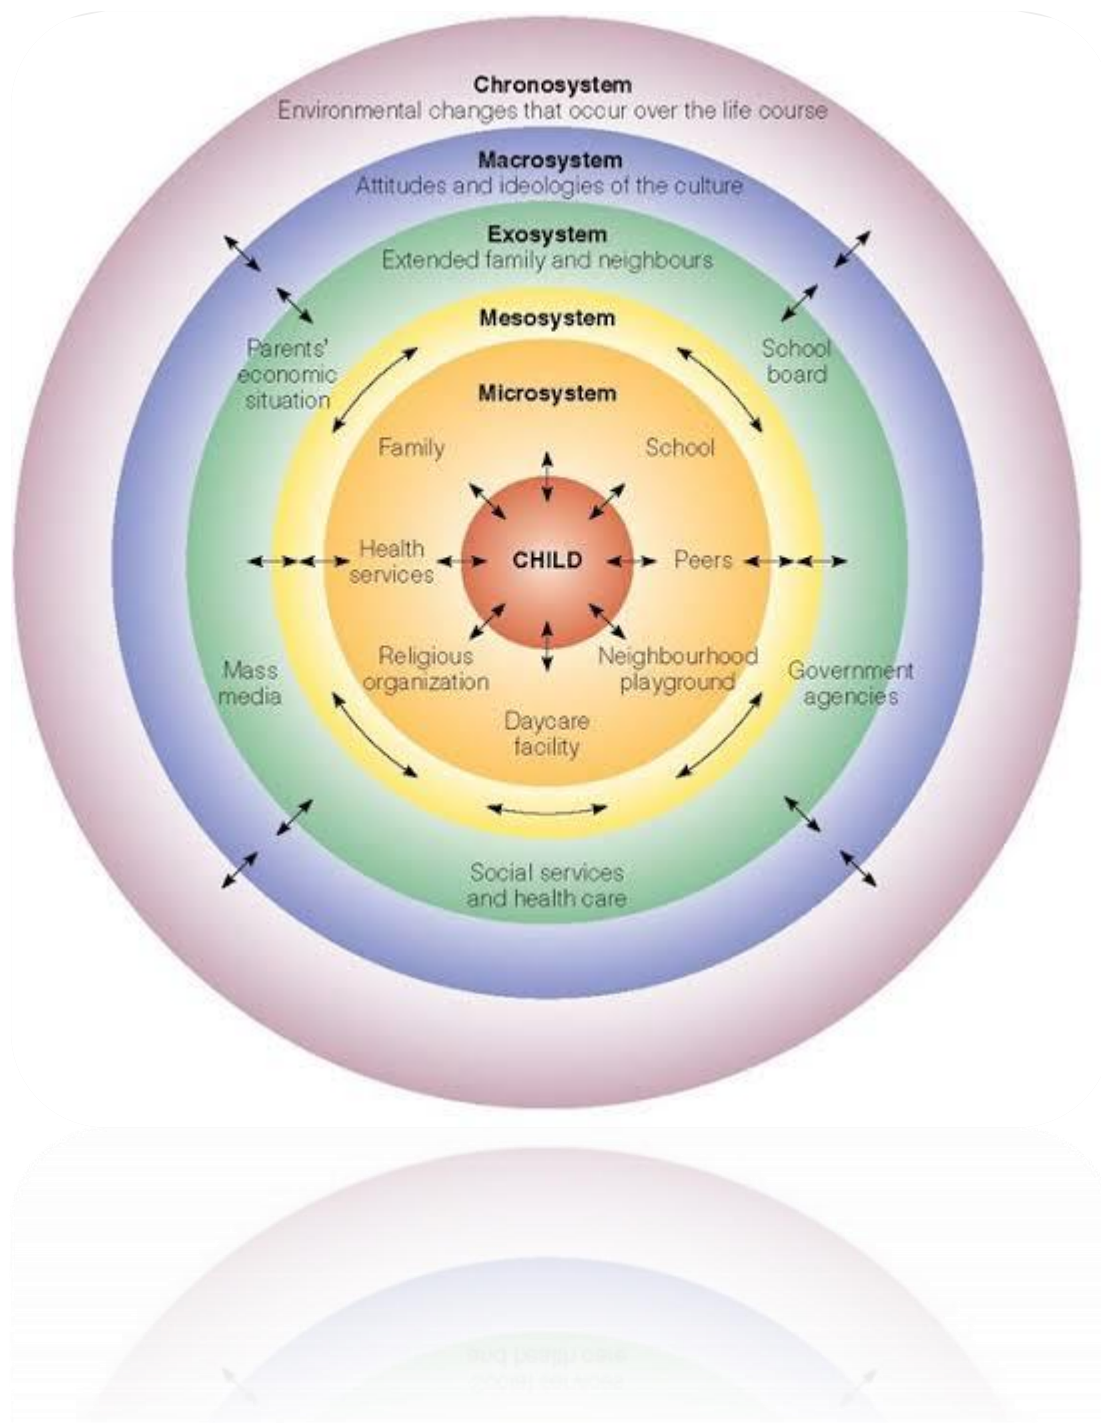 Chronosystem
Environmental changes that occur over the life course
Macrosystem
Attitudes and ideologies of the culture
Exosystem
Extended family and neighbours
Mesosystem
Parents'
economic
situation
School
board
Microsystem
Family
School
Health
services
CHILD
Peers
Religious
organization
Neighbourhood
playground
Mass
media
Government
agencies
Daycare
facility
Social services
and health care